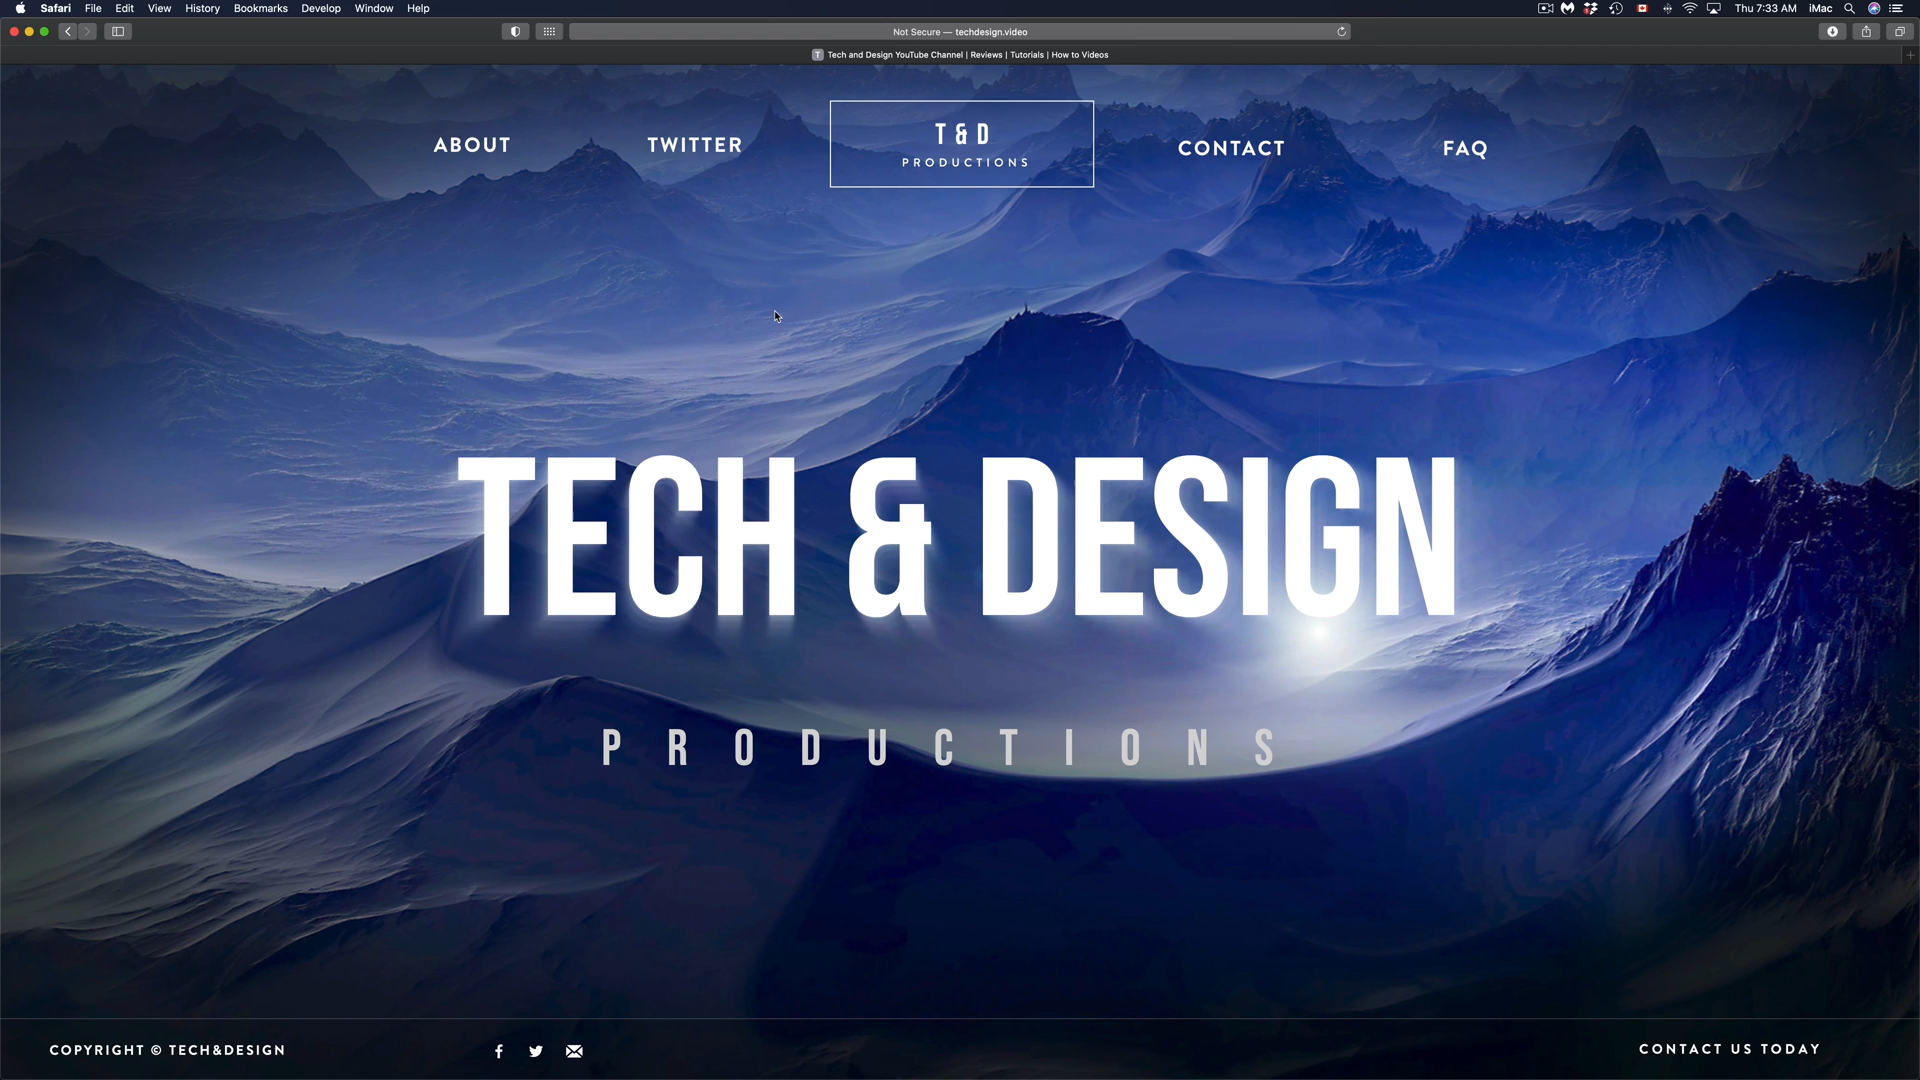 Safari File Edit View History Bookmarks Develop Window Help Thu 7:33 AM iMac
Not Secure — techdesign.video
T Tech and Design YouTube Channel | Reviews | Tutorials | How to Videos
ABOUT TWITTER T & D CONTACT FAQ
PRODUCTIONS
TECH & DESIGN
PRODUCTIONS
COPYRIGHT © TECH&DESIGN CONTACT US TODAY